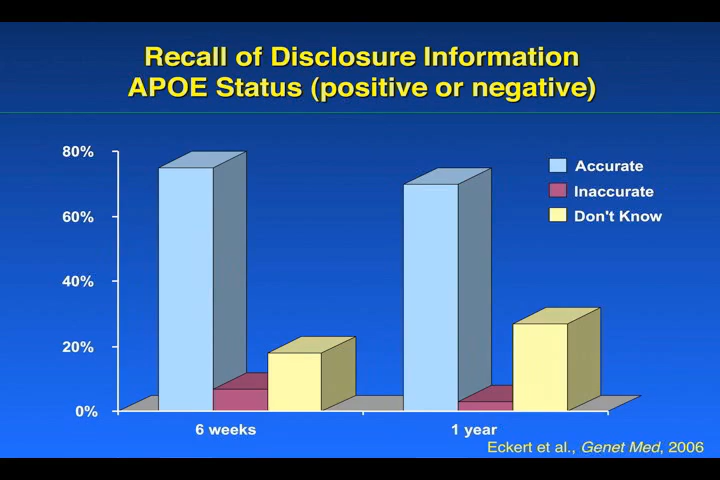 Recall of Disclosure Information
APOE Status (positive or negative)
80%
60%
40%
20%
0%
Accurate
Inaccurate
Don't Know
6 weeks
1 year
Eckert et al., Genet Med, 2006